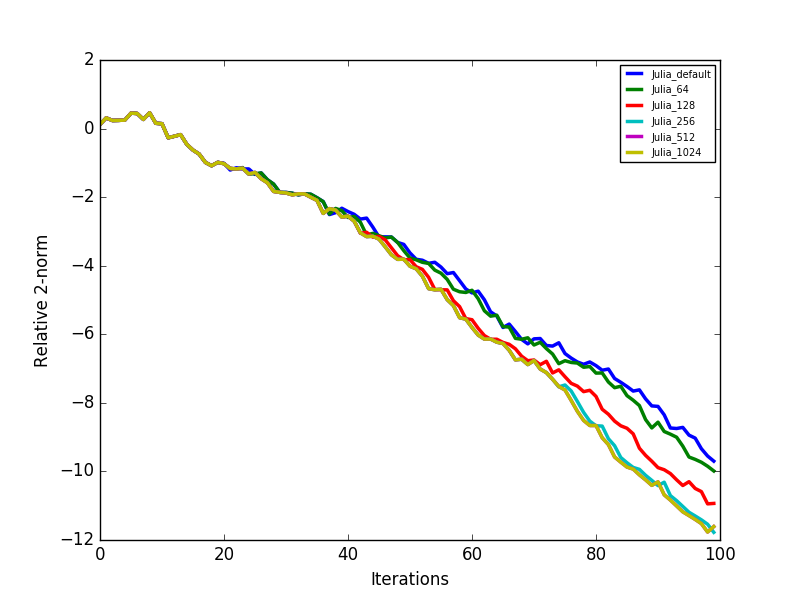 2
0
−2
−4
−6
−8
−10
−12
0 20 40 60 80 100
Relative 2-norm
Iterations
Julia_default
Julia_64
Julia_128
Julia_256
Julia_512
Julia_1024